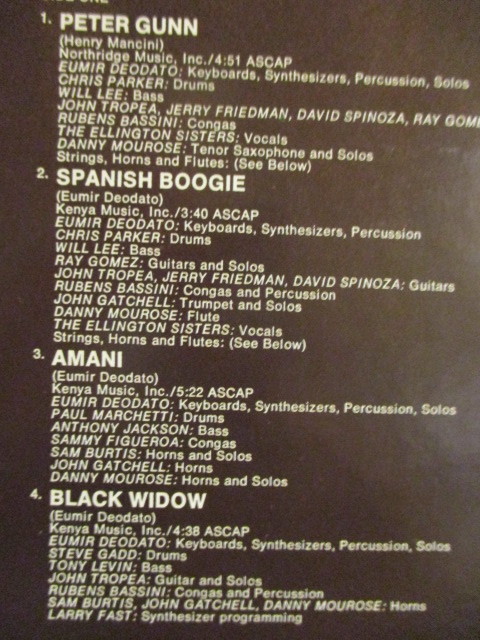 1. PETER GUNN
(Henry Mancini)
Northridge Music, Inc./4:51 ASCAP
EUMIR DEODATO: Keyboards, Synthesizers, Percussion, Solos
CHRIS PARKER: Drums
WILL LEE: Bass
JOHN TROPEA, JERRY FRIEDMAN, DAVID SPINOZA, RAY
RUBENS BASSINI: Congas
THE ELLINGTON SISTERS: Vocals
DANNY MOUROSE: Tenor Saxophone and Solos
Strings, Horns and Flutes: (See Below)
2. SPANISH BOOGIE
(Eumir Deodato)
Kenya Music, Inc./3:40 ASCAP
EUMIR DEODATO: Keyboards, Synthesizers, Percussion
CHRIS PARKER: Drums
WILL LEE: Bass
RAY GOMEZ: Guitars and Solos
JOHN TROPEA, JERRY FRIEDMAN, DAVID SPINOZA: Guitars
RUBENS BASSINI: Congas and Percussion
JOHN GATCHELL: Trumpet and Solos
DANNY MOUROSE: Flute
THE ELLINGTON SISTERS: Vocals
Strings, Horns and Flutes: (See Below)
3. AMANI
(Eumir Deodato)
Kenya Music, Inc./5:22 ASCAP
EUMIR DEODATO: Keyboards, Synthesizers, Percussion, Solos
PAUL MARCHETTI: Drums
ANTHONY JACKSON: Bass
SAMMY FIGUEROA: Congas
SAM BURTIS: Horns and Solos
JOHN GATCHELL: Horns
DANNY MOUROSE: Horns and Solos
4. BLACK WIDOW
(Eumir Deodato)
Kenya Music, Inc./4:38 ASCAP
EUMIR DEODATO: Keyboards, Synthesizers, Percussion, Solos
STEVE GADD: Drums
TONY LEVIN: Bass
JOHN TROPEA: Guitar and Solos
RUBENS BASSINI: Congas and Percussion
SAM BURTIS, JOHN GATCHELL, DANNY MOUROSE: Horns
LARRY FAST: Synthesizer programming